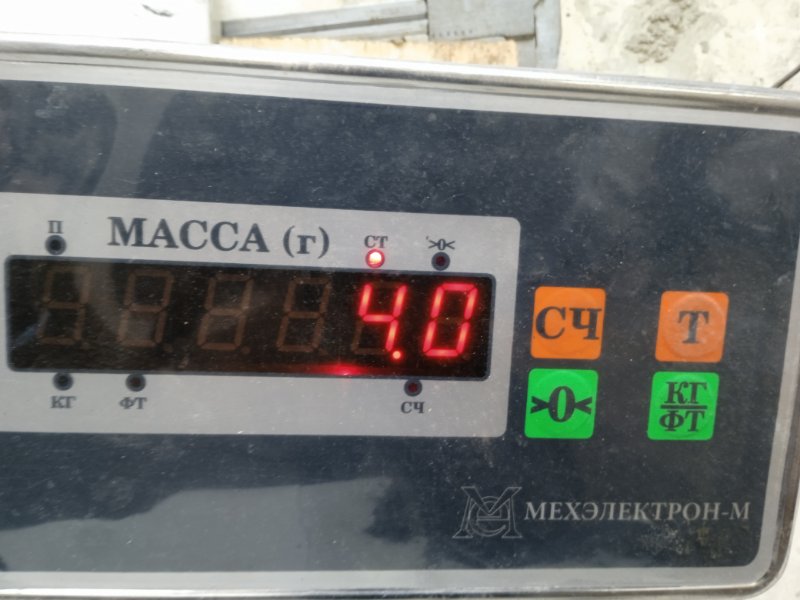 П
МАССА (г)
СТ
>0<
4.0
КГ
ФТ
СЧ
СЧ
Т
>0<
КГ
ФТ
МЕХЭЛЕКТРОН-М